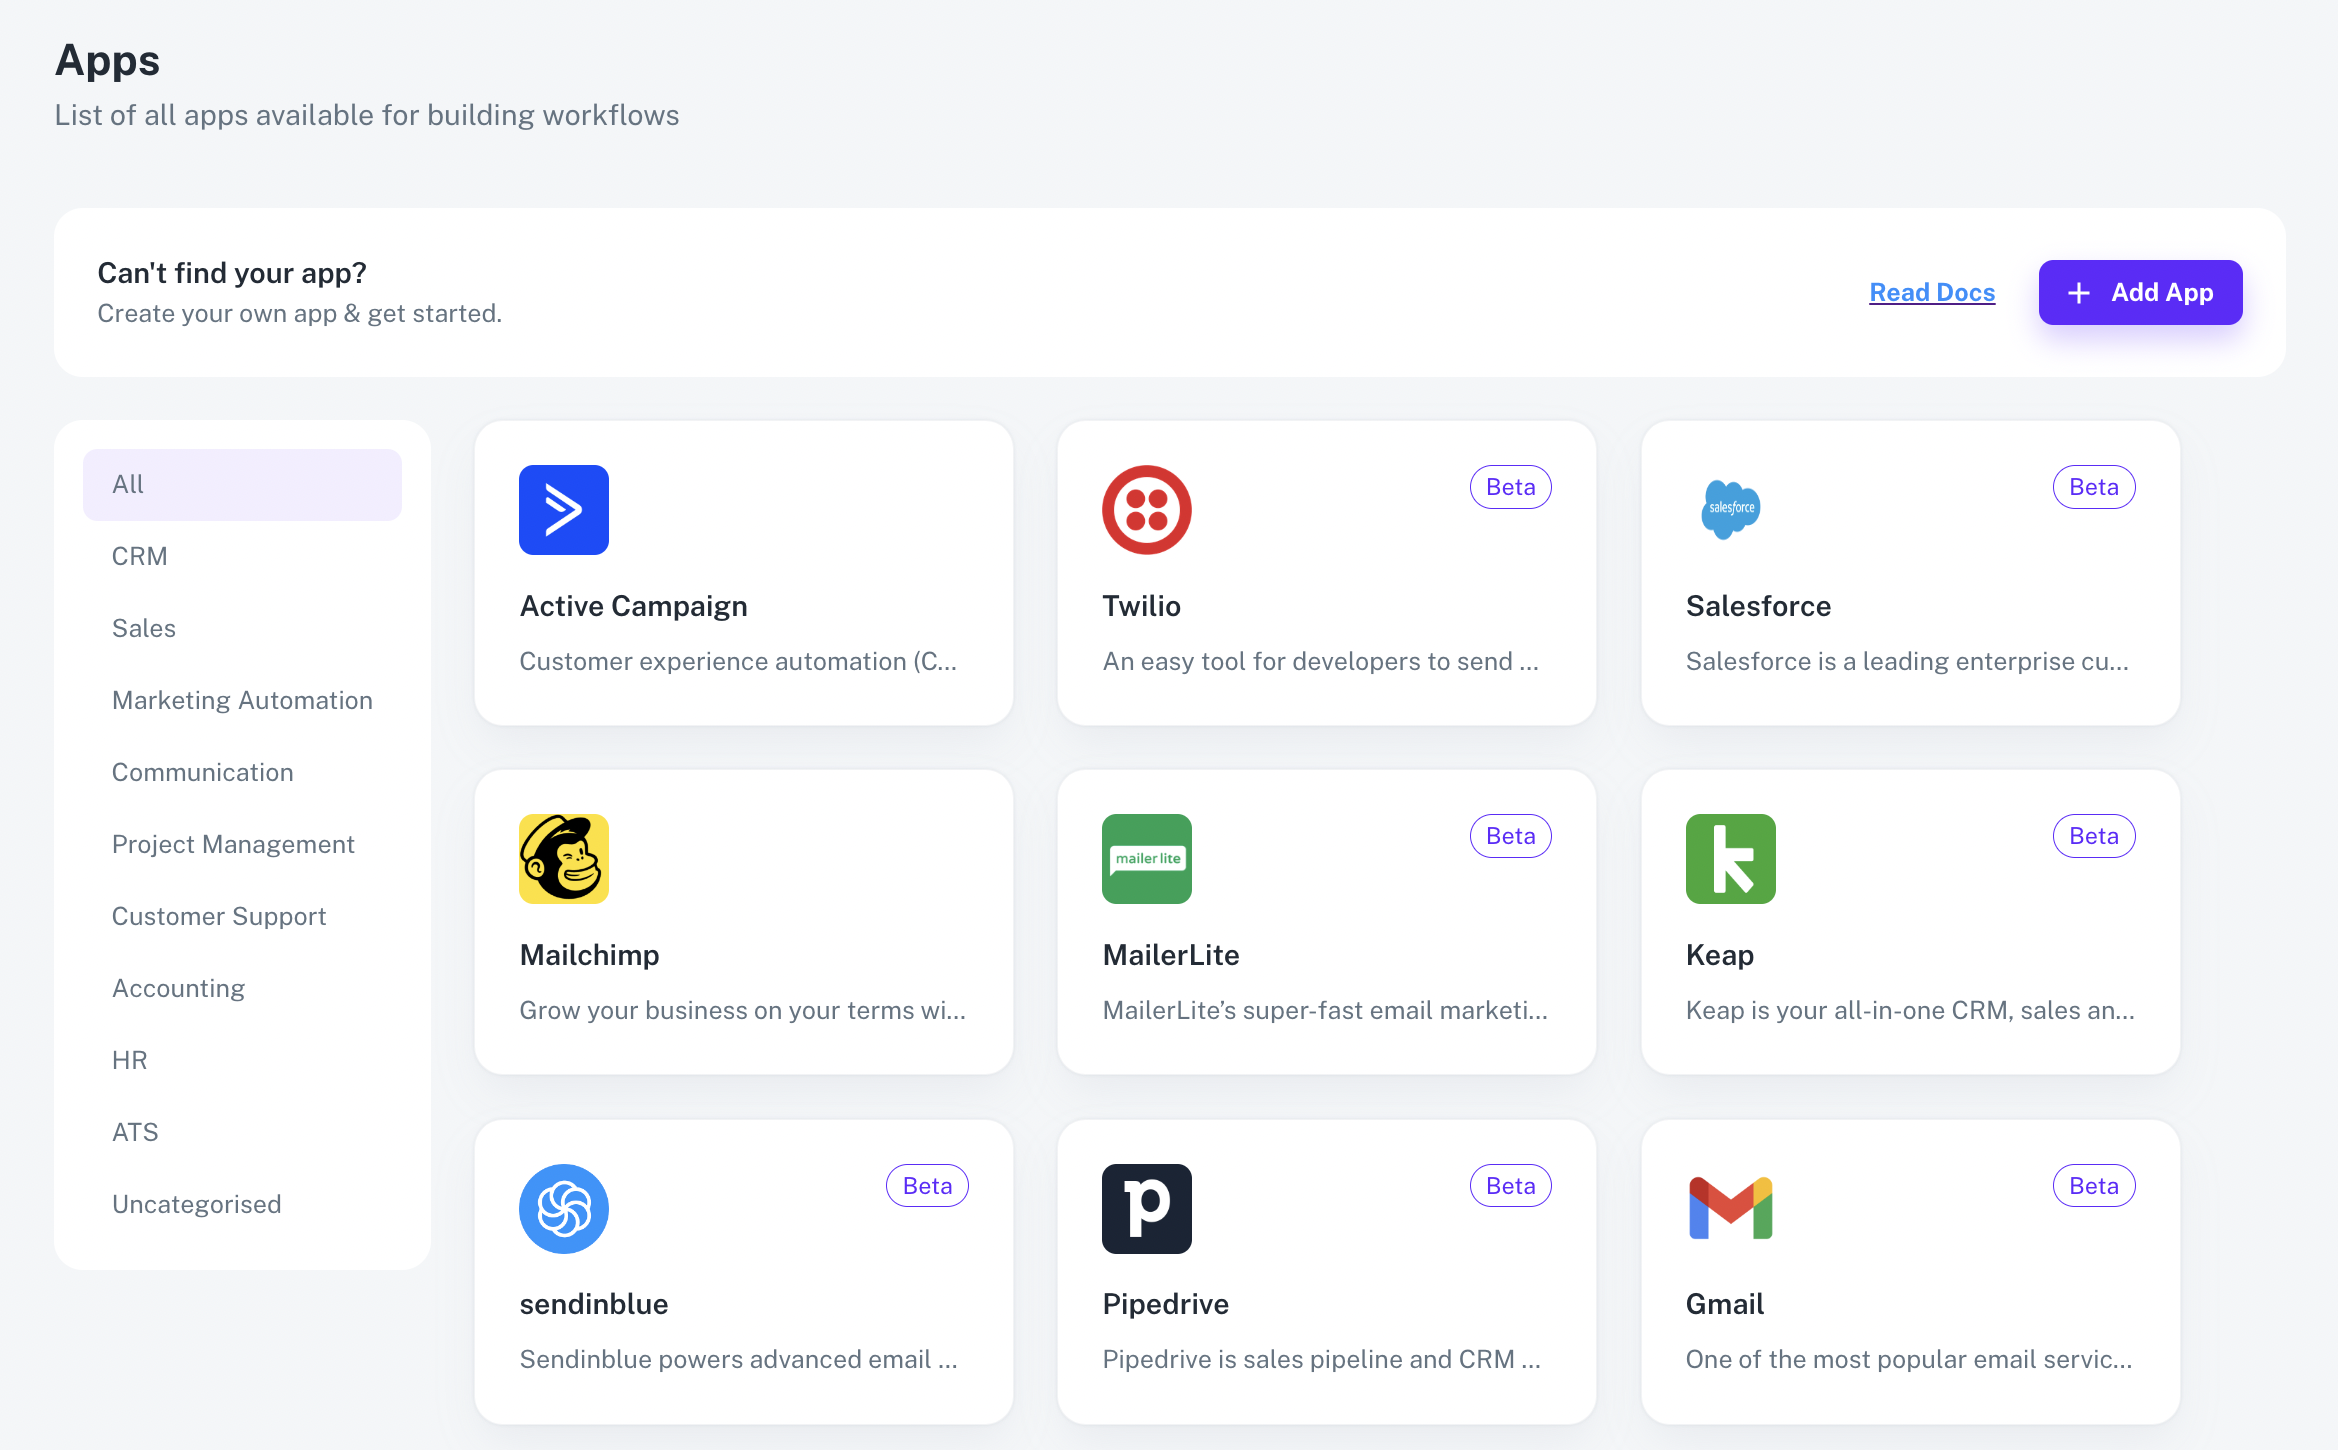 Apps
List of all apps available for building workflows
Can't find your app?
Create your own app & get started.
Read Docs
Add App
All
CRM
Sales
Marketing Automation
Communication
Project Management
Customer Support
Accounting
HR
ATS
Uncategorised
Active Campaign
Customer experience automation (C...
Beta
Twilio
An easy tool for developers to send ...
salesforce
Beta
Salesforce
Salesforce is a leading enterprise cu...
Mailchimp
Grow your business on your terms wi...
mailer lite
Beta
MailerLite
MailerLite’s super-fast email marketi...
Beta
Keap
Keap is your all-in-one CRM, sales an...
Beta
sendinblue
Sendinblue powers advanced email ...
Beta
Pipedrive
Pipedrive is sales pipeline and CRM ...
Beta
Gmail
One of the most popular email servic...